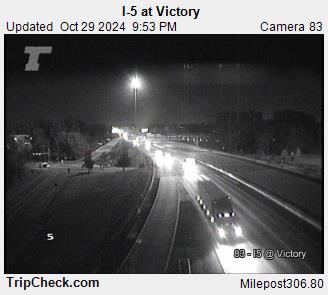 I-5 at Victory
Updated Oct 29 2024 9:53 PM Camera 83
T
S
83 - I5 @ Victory
TripCheck.com Milepost306.80